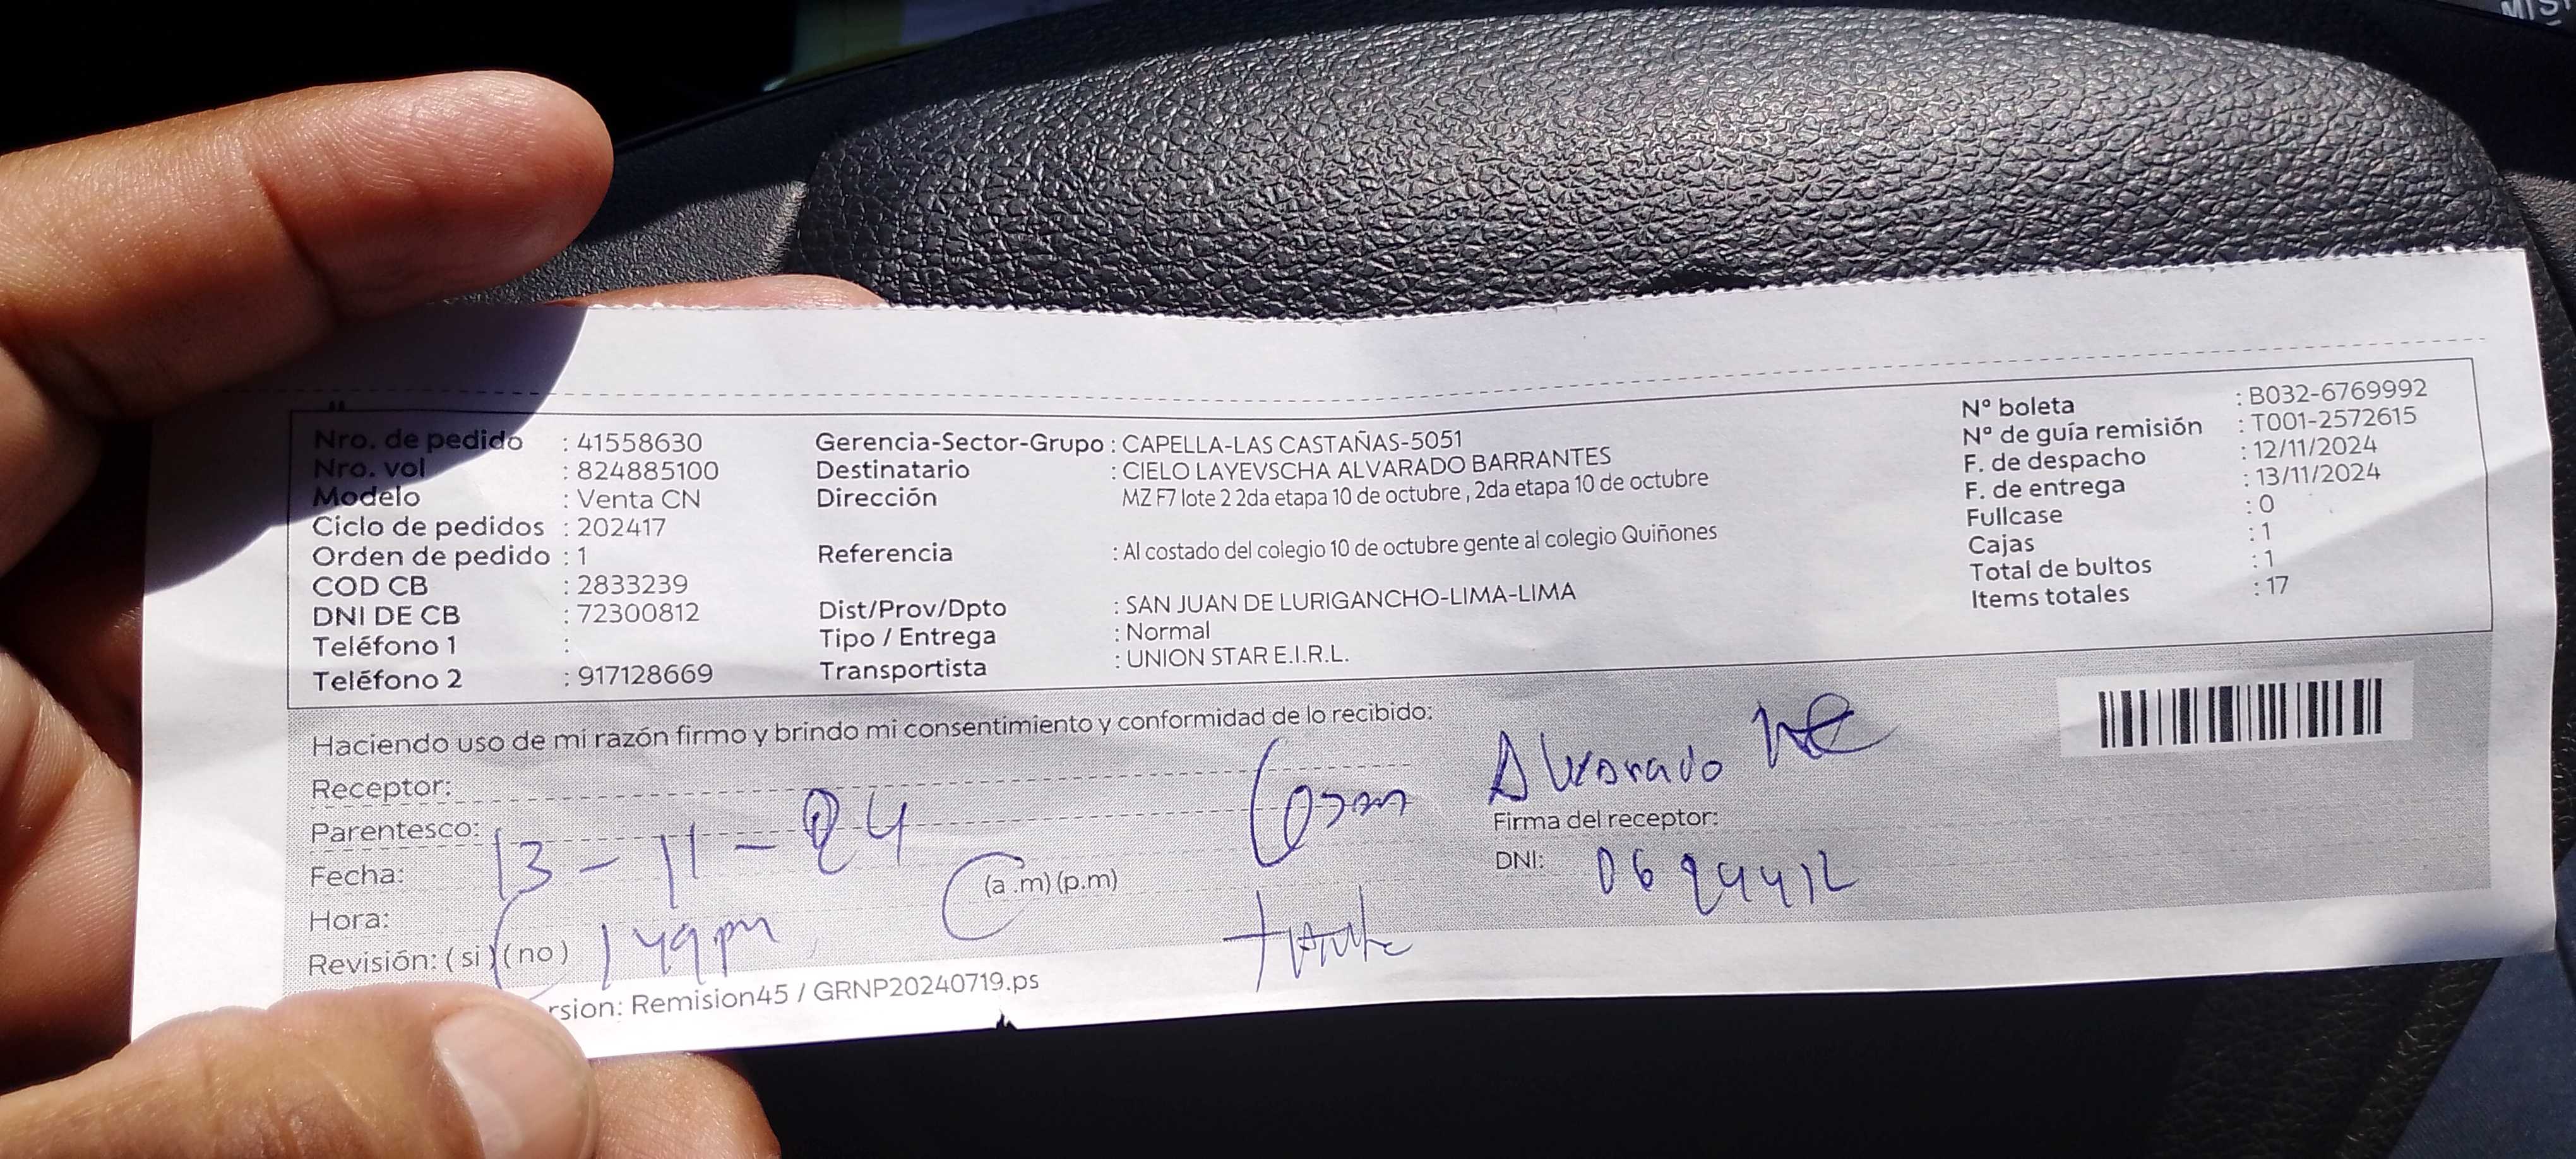 Nro. de pedido : 41558630
Nro. vol : 824885100
Modelo : Venta CN
Ciclo de pedidos : 202417
Orden de pedido : 1
COD CB : 2833239
DNI DE CB : 72300812
Teléfono 1 :
Teléfono 2 : 917128669
Gerencia-Sector-Grupo : CAPELLA-LAS CASTAÑAS-5051
Destinatario : CIELO LAYEVSCHA ALVARADO BARRANTES
Dirección MZ F7 lote 2 2da etapa 10 de octubre , 2da etapa 10 de octubre
Referencia : Al costado del colegio 10 de octubre gente al colegio Quiñones
Dist/Prov/Dpto : SAN JUAN DE LURIGANCHO-LIMA-LIMA
Tipo / Entrega : Normal
Transportista : UNION STAR E.I.R.L.
N° boleta : B032-6769992
N° de guía remisión : T001-2572615
F. de despacho : 12/11/2024
F. de entrega : 13/11/2024
Fullcase : 0
Cajas : 1
Total de bultos : 1
Items totales : 17
Haciendo uso de mi razón firmo y brindo mi consentimiento y conformidad de lo recibido:
Receptor:
Parentesco:
Fecha: 13-11-24
Hora: (a .m) (p.m)
Revisión: ( si ) ( no ) 149pm
Alvarado
Firma del receptor:
DNI:
rsion: Remision45 / GRNP20240719.ps
MIS